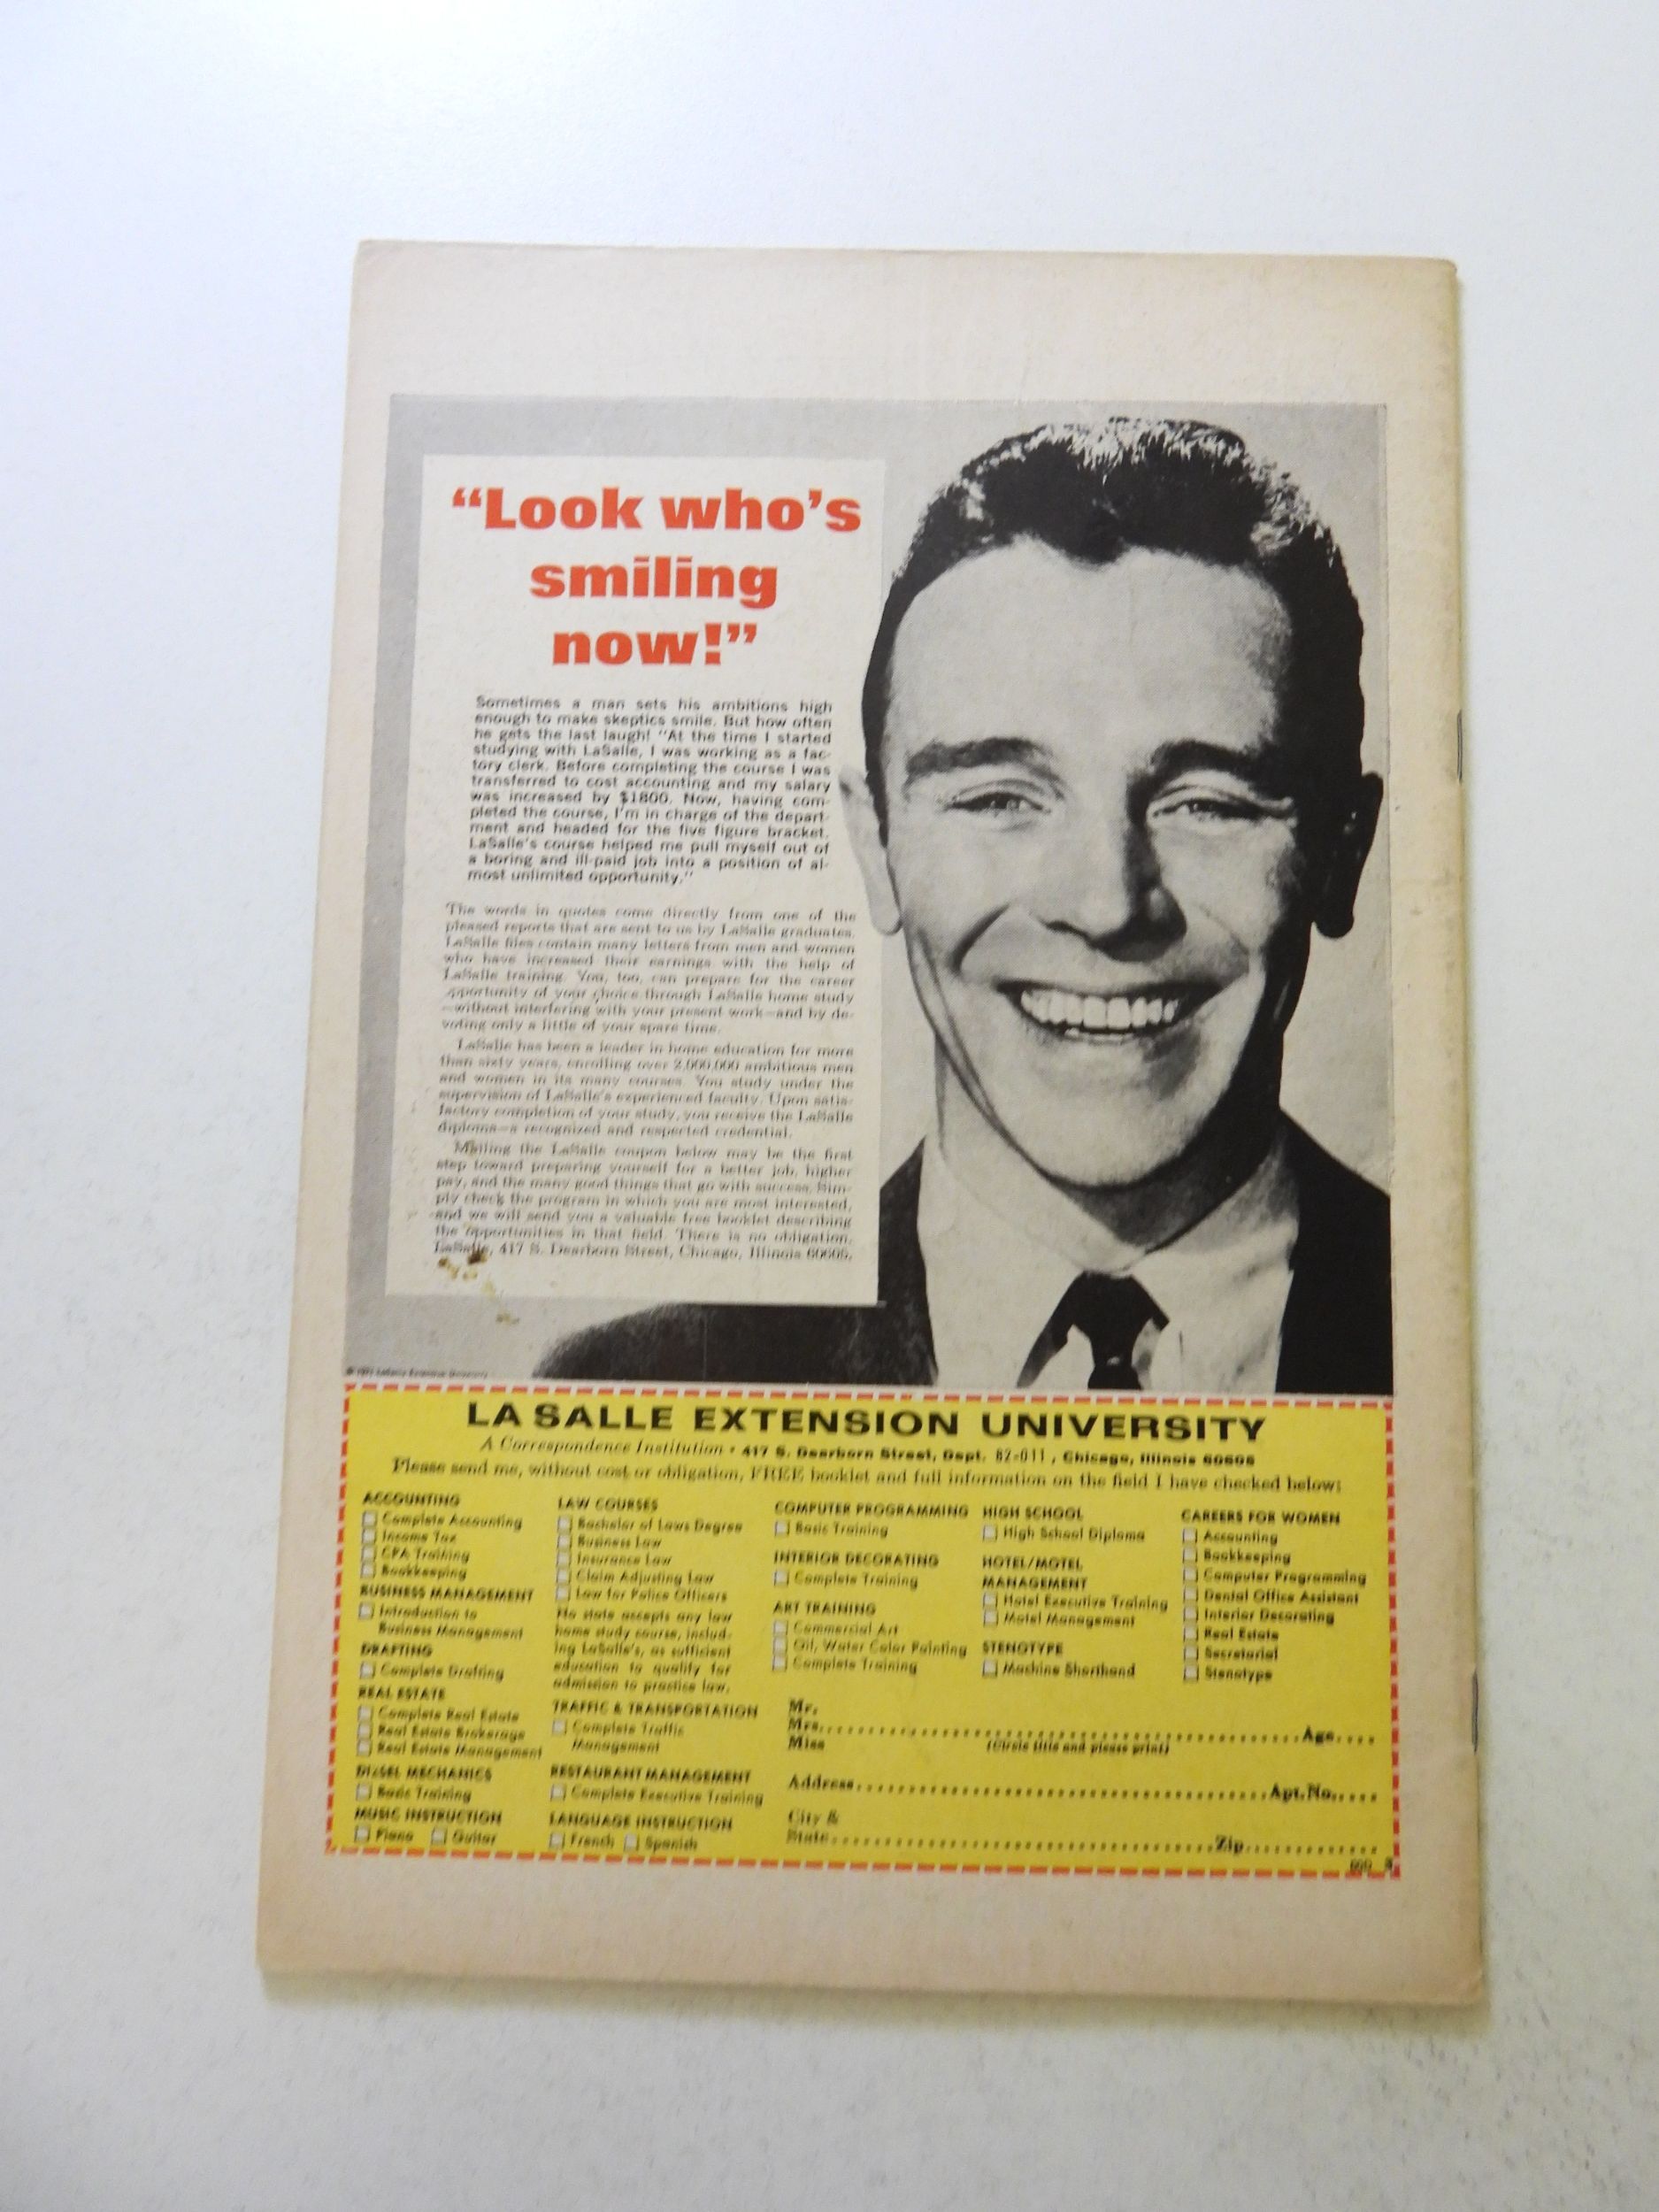 “Look who’s
smiling
now!”
Sometimes a man sets his ambitions high
enough to make skeptics smile. But how often
he gets the last laugh! “At the time I started
studying with LaSalle, I was working as a fac-
tory clerk. Before completing the course I was
transferred to cost accounting and my salary
was increased by $1800. Now, having com-
pleted the course, I’m in charge of the depart-
ment and headed for the five figure bracket.
LaSalle’s course helped me pull myself out of
a boring and ill-paid job into a position of al-
most unlimited opportunity.”
The words in quotes come directly from one of the
pleased reports that are sent to us by LaSalle graduates.
LaSalle files contain many letters from men and women
who have increased their earnings with the help of
LaSalle training. You, too, can prepare for the career
opportunity of your choice through LaSalle home study
—without interfering with your present work—and by de-
voting only a little of your spare time.
LaSalle has been a leader in home education for more
than sixty years, enrolling over 2,000,000 ambitious men
and women in its many courses. You study under the
supervision of LaSalle’s experienced faculty. Upon satis-
factory completion of your study, you receive the LaSalle
diploma—a recognized and respected credential.
Mailing the LaSalle coupon below may be the first
step toward preparing yourself for a better job, higher
pay, and the many good things that go with success. Sim-
ply check the program in which you are most interested,
and we will send you a valuable free booklet describing
the opportunities in that field. There is no obligation.
LaSalle, 417 S. Dearborn Street, Chicago, Illinois 60605.
© 1971 LaSalle Extension University
LA SALLE EXTENSION UNIVERSITY
A Correspondence Institution • 417 S. Dearborn Street, Dept. 82-011, Chicago, Illinois 60605
Please send me, without cost or obligation, FREE booklet and full information on the field I have checked below:
ACCOUNTING
Complete Accounting
Income Tax
CPA Training
Bookkeeping
BUSINESS MANAGEMENT
Introduction to
Business Management
DRAFTING
Complete Drafting
REAL ESTATE
Complete Real Estate
Real Estate Brokerage
Real Estate Management
DIESEL MECHANICS
Basic Training
MUSIC INSTRUCTION
Piano Guitar
LAW COURSES
Bachelor of Laws Degree
Business Law
Insurance Law
Claim Adjusting Law
Law for Police Officers
No state accepts any law
home study course, includ-
ing LaSalle’s, as sufficient
education to qualify for
admission to practice law.
TRAFFIC & TRANSPORTATION
Complete Traffic
Management
RESTAURANT MANAGEMENT
Complete Executive Training
LANGUAGE INSTRUCTION
French Spanish
COMPUTER PROGRAMMING
Basic Training
INTERIOR DECORATING
Complete Training
ART TRAINING
Commercial Art
Oil, Water Color Painting
Complete Training
HIGH SCHOOL
High School Diploma
HOTEL/MOTEL
MANAGEMENT
Hotel Executive Training
Motel Management
STENOTYPE
Machine Shorthand
CAREERS FOR WOMEN
Accounting
Bookkeeping
Computer Programming
Dental Office Assistant
Interior Decorating
Real Estate
Secretarial
Stenotype
Mr.
Mrs. Age
Miss (Circle title and please print)
Address Apt. No.
City &
State Zip